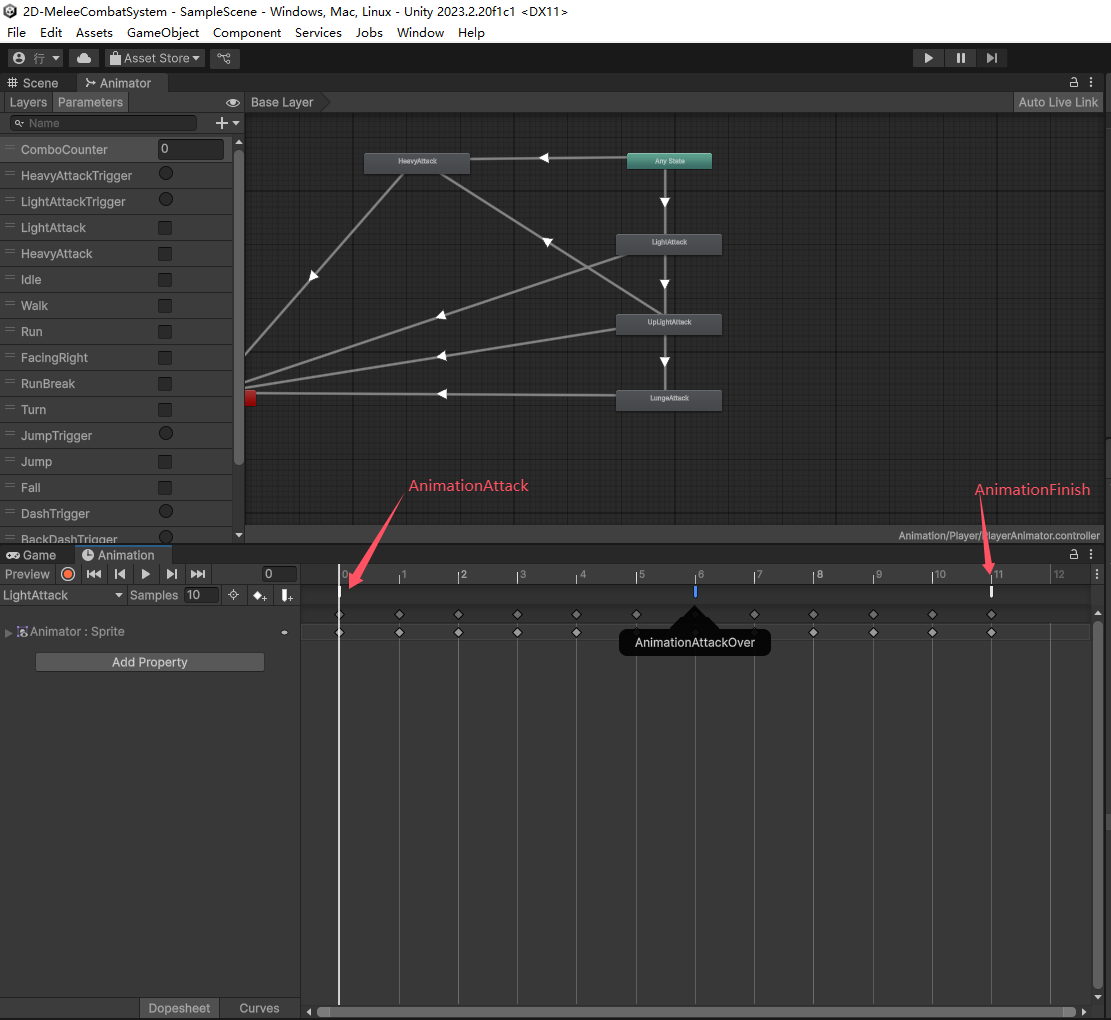 2D-MeleeCombatSystem - SampleScene - Windows, Mac, Linux - Unity 2023.2.20f1c1 <DX11>
File Edit Assets GameObject Component Services Jobs Window Help
行 Asset Store
Scene Animator
Layers Parameters Base Layer Auto Live Link
Name
ComboCounter 0
HeavyAttackTrigger
LightAttackTrigger
LightAttack
HeavyAttack
Idle
Walk
Run
FacingRight
RunBreak
Turn
JumpTrigger
Jump
Fall
DashTrigger
BackDashTrigger
HeavyAttack Any State
LightAttack
UpLightAttack
LungeAttack
AnimationAttack AnimationFinish
Animation/Player/PlayerAnimator.controller
Game Animation
Preview 0 0 1 2 3 4 5 6 7 8 9 10 11 12
LightAttack Samples 10
Animator : Sprite
AnimationAttackOver
Add Property
Dopesheet Curves